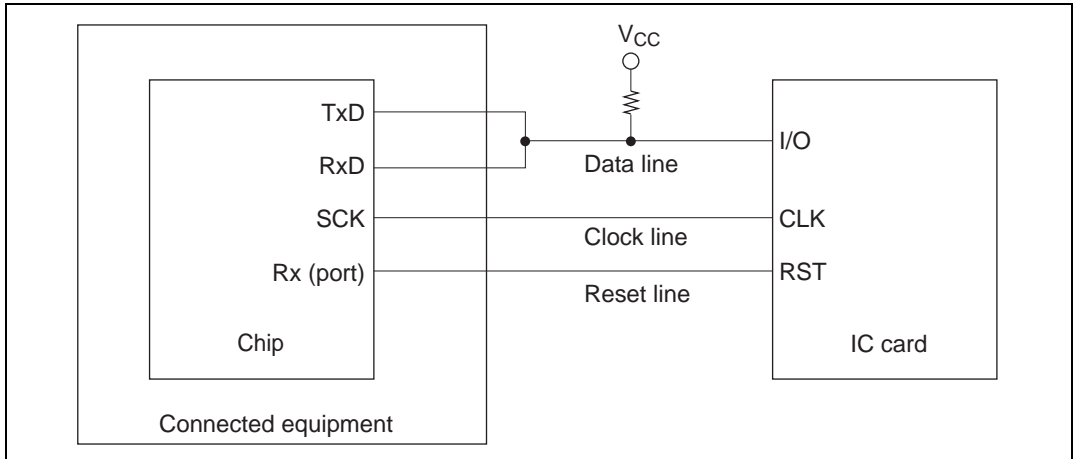 VCC
TxD
RxD
SCK
Rx (port)
Chip
Connected equipment
Data line
Clock line
Reset line
I/O
CLK
RST
IC card